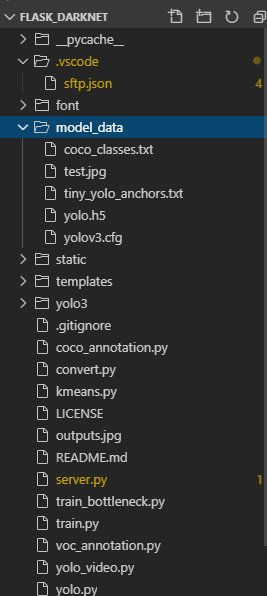 FLASK_DARKNET
__pycache__
.vscode
sftp.json 4
font
model_data
coco_classes.txt
test.jpg
tiny_yolo_anchors.txt
yolo.h5
yolov3.cfg
static
templates
yolo3
.gitignore
coco_annotation.py
convert.py
kmeans.py
LICENSE
outputs.jpg
README.md
server.py 1
train_bottleneck.py
train.py
voc_annotation.py
yolo_video.py
yolo.py